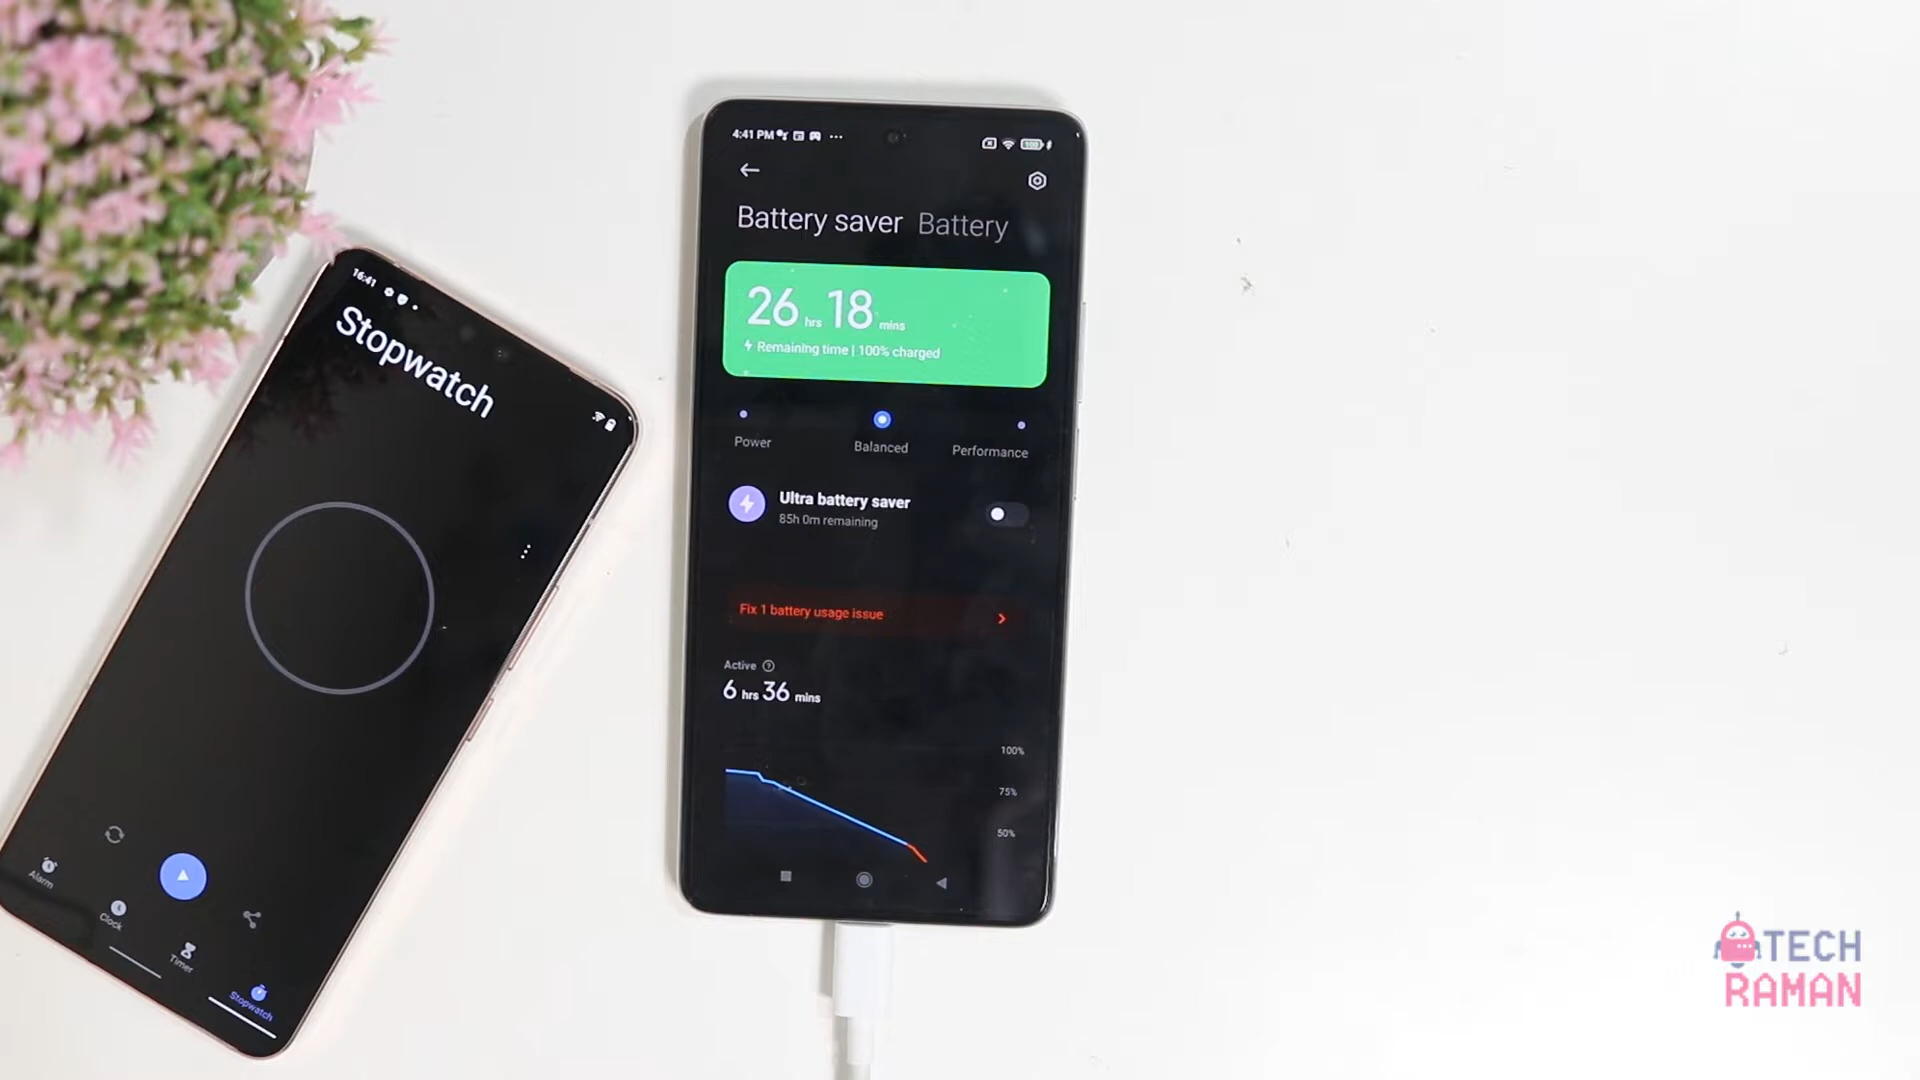 16:41
Stopwatch
Alarm
Clock
Timer
Stopwatch
4:41 PM
100
Battery saver Battery
26 hrs 18 mins
Remaining time | 100% charged
Power Balanced Performance
Ultra battery saver
85h 0m remaining
Fix 1 battery usage issue
Active
6 hrs 36 mins
100%
75%
50%
TECH
RAMAN